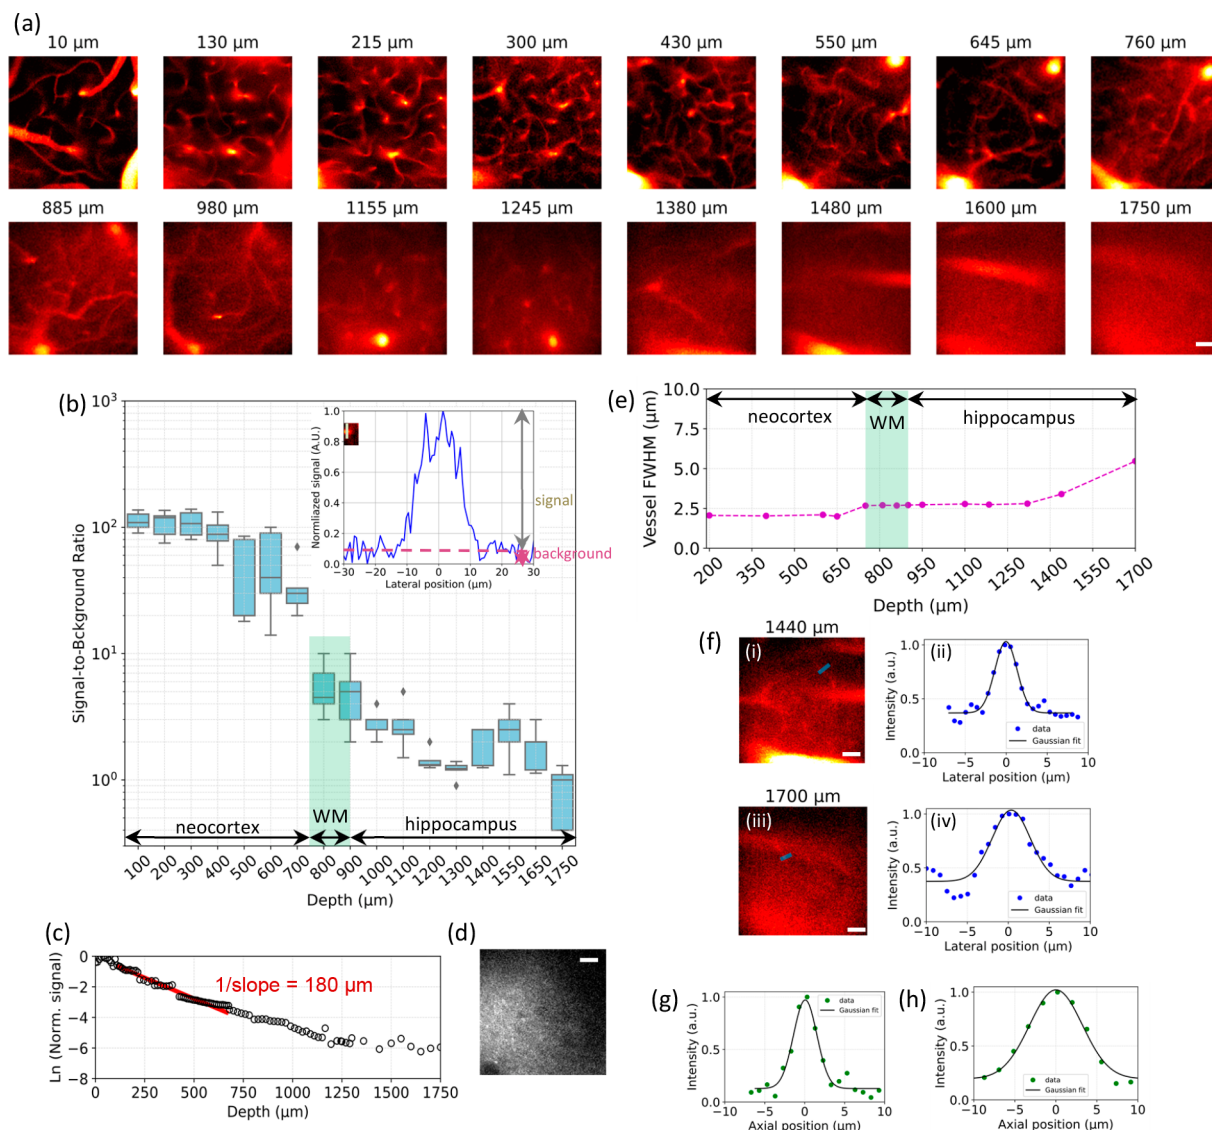 (a)
10 μm 130 μm 215 μm 300 μm 430 μm 550 μm 645 μm 760 μm
885 μm 980 μm 1155 μm 1245 μm 1380 μm 1480 μm 1600 μm 1750 μm
(b)
Signal-to-Bckground Ratio
10³
10²
10¹
10⁰
Normliazed signal (A.U.)
1.0
0.8
0.6
0.4
0.2
0.0
−30 −20 −10 0 10 20 30
Lateral position (μm)
signal
background
neocortex WM hippocampus
100 200 300 400 500 600 700 800 900 1000 1100 1200 1300 1400 1550 1650 1750
Depth (μm)
(c)
Ln (Norm. signal)
0
−2
−4
−6
−8
1/slope = 180 μm
0 250 500 750 1000 1250 1500 1750
Depth (μm)
(d)
(e)
Vessel FWHM (μm)
10.0
7.5
5.0
2.5
0.0
neocortex WM hippocampus
200 350 500 650 800 950 1100 1250 1400 1550 1700
Depth (μm)
(f)
1440 μm
(i)
(ii)
Intensity (a.u.)
1.0
0.5
0.0
data
Gaussian fit
−10 −5 0 5 10
Lateral position (μm)
1700 μm
(iii)
(iv)
Intensity (a.u.)
1.0
0.5
0.0
data
Gaussian fit
−10 −5 0 5 10
Lateral position (μm)
(g)
Intensity (a.u.)
1.0
0.5
0.0
data
Gaussian fit
−10 −5 0 5
Axial position (μm)
(h)
Intensity (a.u.)
1.0
0.5
0.0
data
Gaussian fit
−10 −5 0 5 10
Axial position (μm)